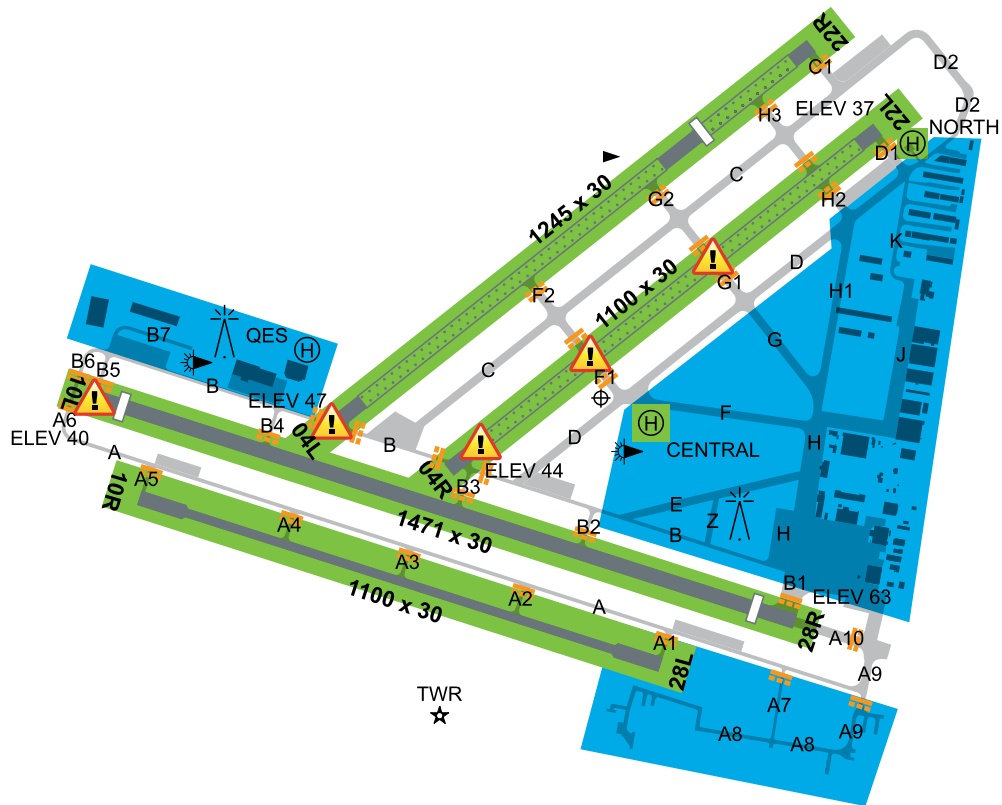 22R
D2
C1
ELEV 37
D2
22L
NORTH
H3
H
D1
C
H2
G2
1245 x 30
K
D
G1
H1
F2
1100 x 30
B7
QES
H
G
J
B6
B5
B
C
F1
10L
ELEV 47
F
A6
B4
04L
B
D
H
H
ELEV 40
CENTRAL
A
ELEV 44
A5
10R
04R
B3
E
A4
1471 x 30
B2
Z
B
H
A3
B1
1100 x 30
A2
A
ELEV 63
28R
A10
A1
28L
A9
TWR
A7
A8
A8
A9